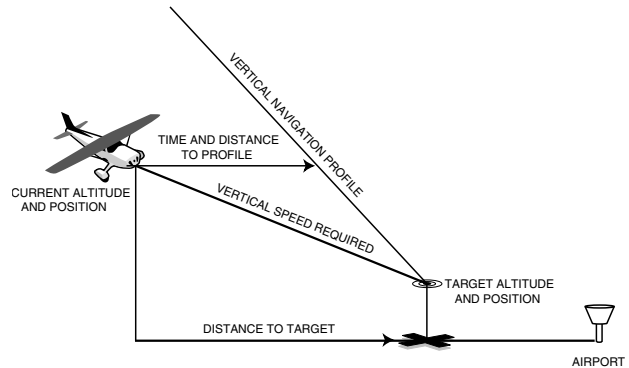 VERTICAL NAVIGATION PROFILE
TIME AND DISTANCE
TO PROFILE
CURRENT ALTITUDE
AND POSITION
VERTICAL SPEED REQUIRED
TARGET ALTITUDE
AND POSITION
DISTANCE TO TARGET
AIRPORT